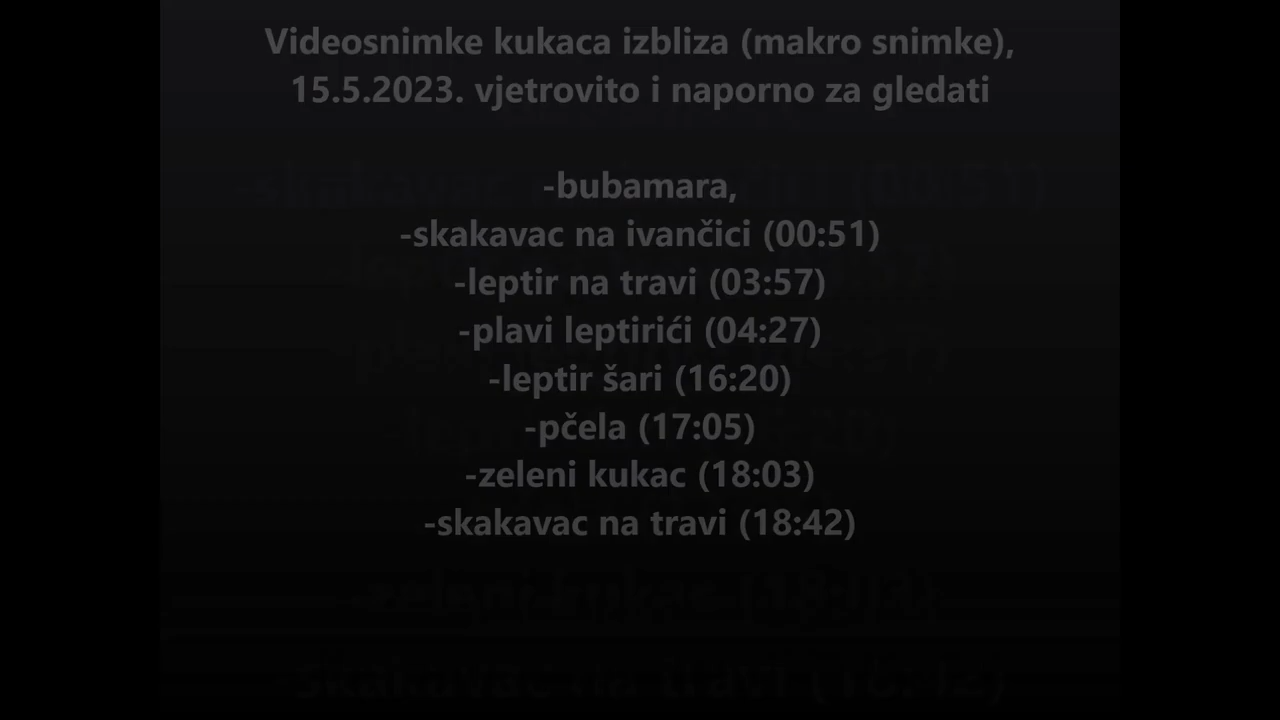 Videosnimke kukaca izbliza (makro snimke),
15.5.2023. vjetrovito i naporno za gledati
-bubamara,
-skakavac na ivančici (00:51)
-leptir na travi (03:57)
-plavi leptirići (04:27)
-leptir šari (16:20)
-pčela (17:05)
-zeleni kukac (18:03)
-skakavac na travi (18:42)